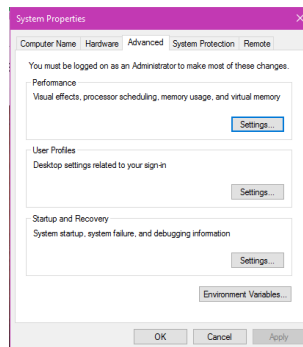 System Properties
Computer Name Hardware Advanced System Protection Remote
You must be logged on as an Administrator to make most of these changes.
Performance
Visual effects, processor scheduling, memory usage, and virtual memory
Settings...
User Profiles
Desktop settings related to your sign-in
Settings...
Startup and Recovery
System startup, system failure, and debugging information
Settings...
Environment Variables...
OK Cancel Apply